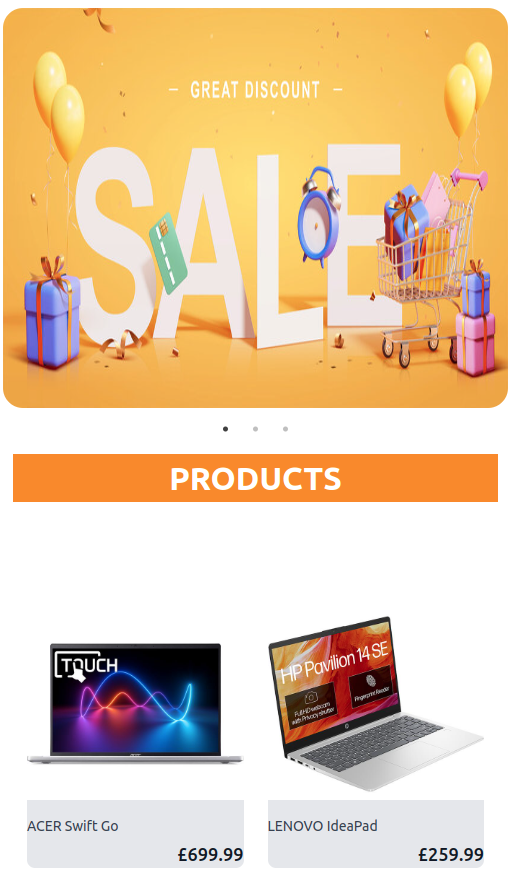 — GREAT DISCOUNT —
SALE
PRODUCTS
TOUCH
HP Pavilion 14 SE
Full HD webcam
with Privacy shutter
Fingerprint Reader
ACER Swift Go
LENOVO IdeaPad
£699.99
£259.99